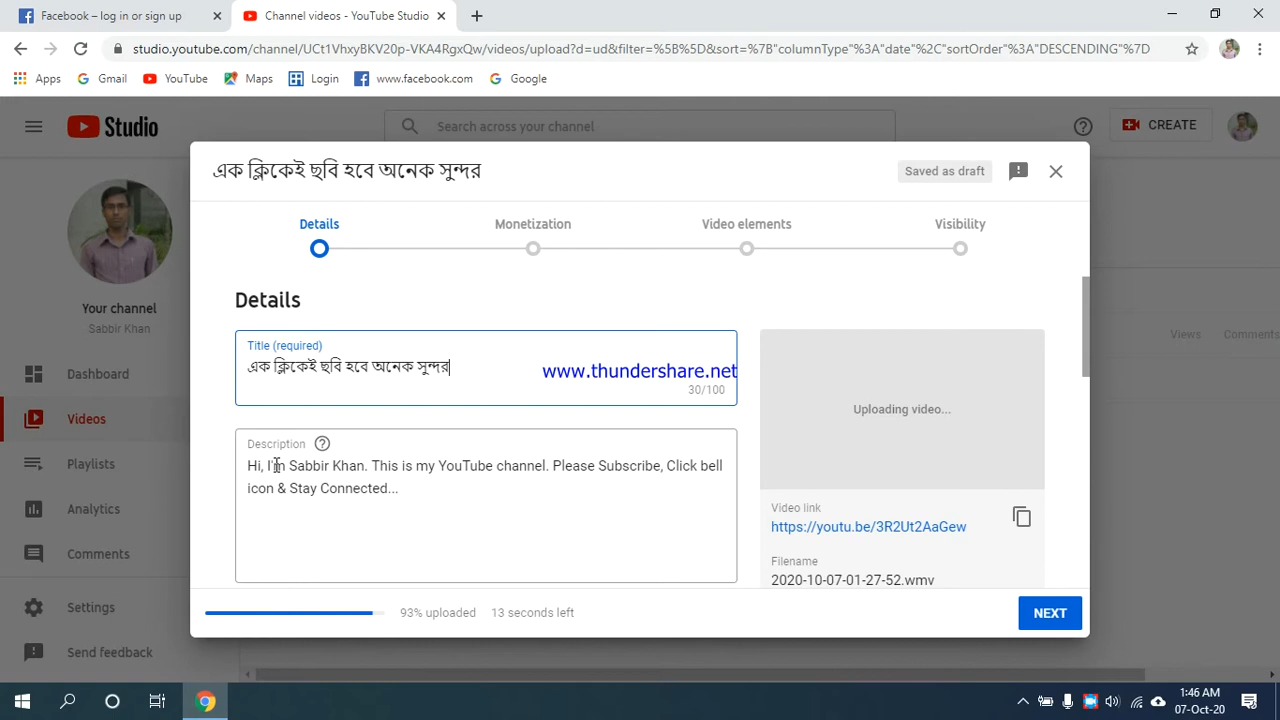 Facebook – log in or sign up
Channel videos - YouTube Studio
studio.youtube.com/channel/UCt1VhxyBKV20p-VKA4RgxQw/videos/upload?d=ud&filter=%5B%5D&sort=%7B"columnType"%3A"date"%2C"sortOrder"%3A"DESCENDING"%7D
Apps
Gmail
YouTube
Maps
Login
www.facebook.com
Google
Studio
Search across your channel
CREATE
এক ক্লিকেই ছবি হবে অনেক সুন্দর
Saved as draft
Details
Monetization
Video elements
Visibility
Your channel
Sabbir Khan
Dashboard
Videos
Playlists
Analytics
Comments
Settings
Send feedback
Details
Title (required)
এক ক্লিকেই ছবি হবে অনেক সুন্দর
www.thundershare.net
30/100
Description
Hi, I'm Sabbir Khan. This is my YouTube channel. Please Subscribe, Click bell
icon & Stay Connected...
Uploading video...
Video link
https://youtu.be/3R2Ut2AaGew
Filename
2020-10-07-01-27-52.wmv
Views
Comments
93% uploaded
13 seconds left
NEXT
1:46 AM
07-Oct-20